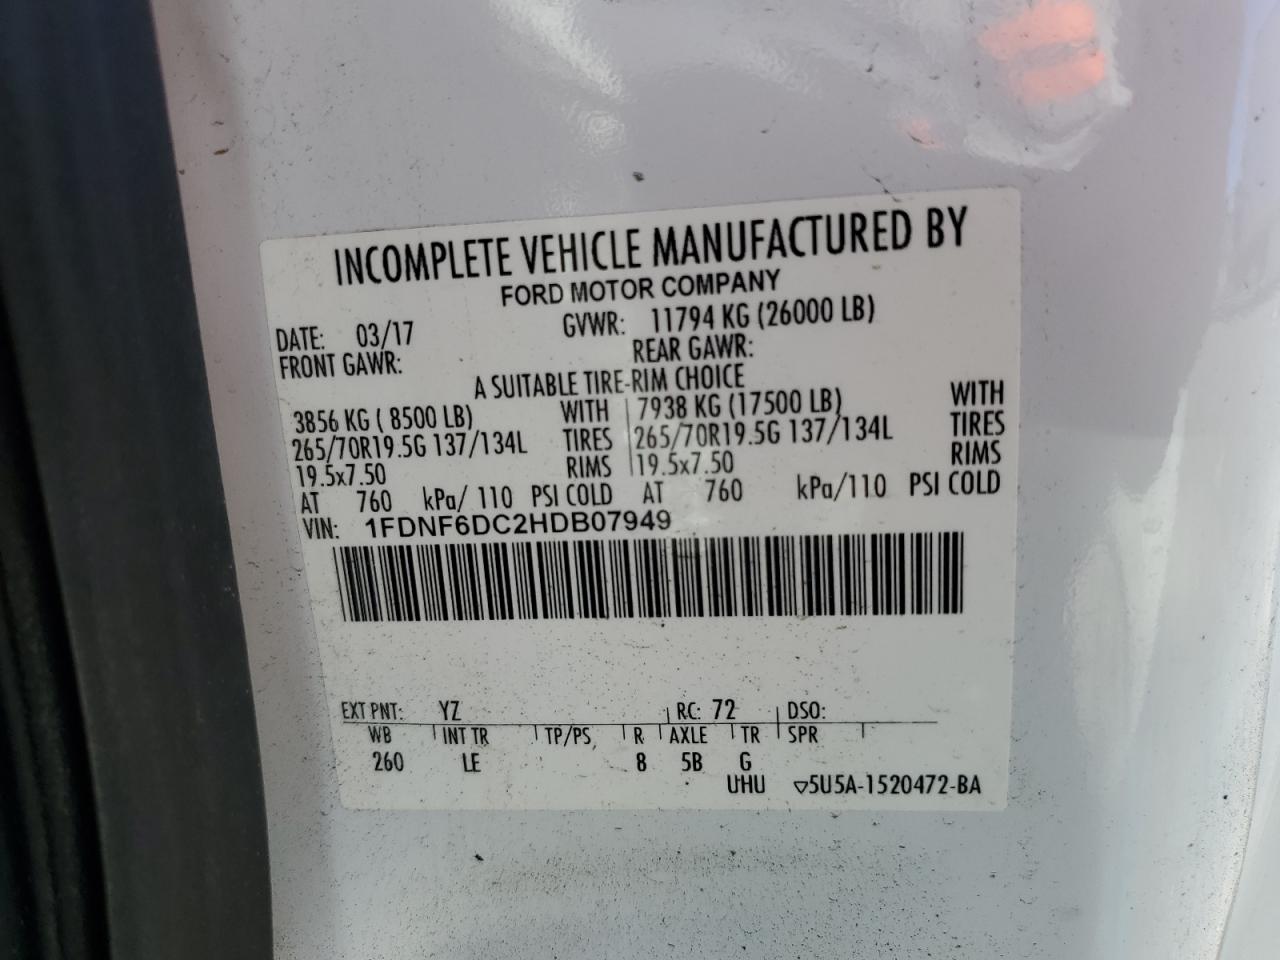 INCOMPLETE VEHICLE MANUFACTURED BY
FORD MOTOR COMPANY
DATE: 03/17 GVWR: 11794 KG (26000 LB)
FRONT GAWR: REAR GAWR:
A SUITABLE TIRE-RIM CHOICE
3856 KG ( 8500 LB) WITH 7938 KG (17500 LB) WITH
265/70R19.5G 137/134L TIRES 265/70R19.5G 137/134L TIRES
19.5x7.50 RIMS 19.5x7.50 RIMS
AT 760 kPa/ 110 PSI COLD AT 760 kPa/110 PSI COLD
VIN: 1FDNF6DC2HDB07949
EXT PNT: YZ RC: 72 DSO:
WB INT TR TP/PS R AXLE TR SPR
260 LE 8 5B G
UHU ▽5U5A-1520472-BA